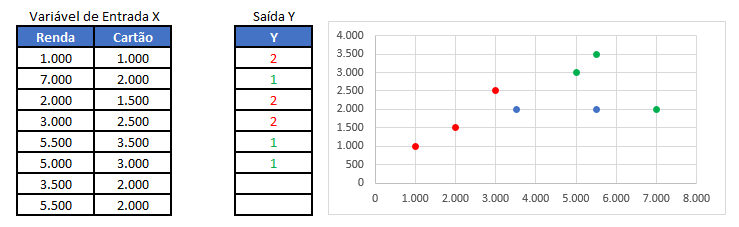 Variável de Entrada X Saída Y
Renda Cartão Y
1.000 1.000 2
7.000 2.000 1
2.000 1.500 2
3.000 2.500 2
5.500 3.500 1
5.000 3.000 1
3.500 2.000
5.500 2.000
4.000
3.500
3.000
2.500
2.000
1.500
1.000
500
0
0 1.000 2.000 3.000 4.000 5.000 6.000 7.000 8.000